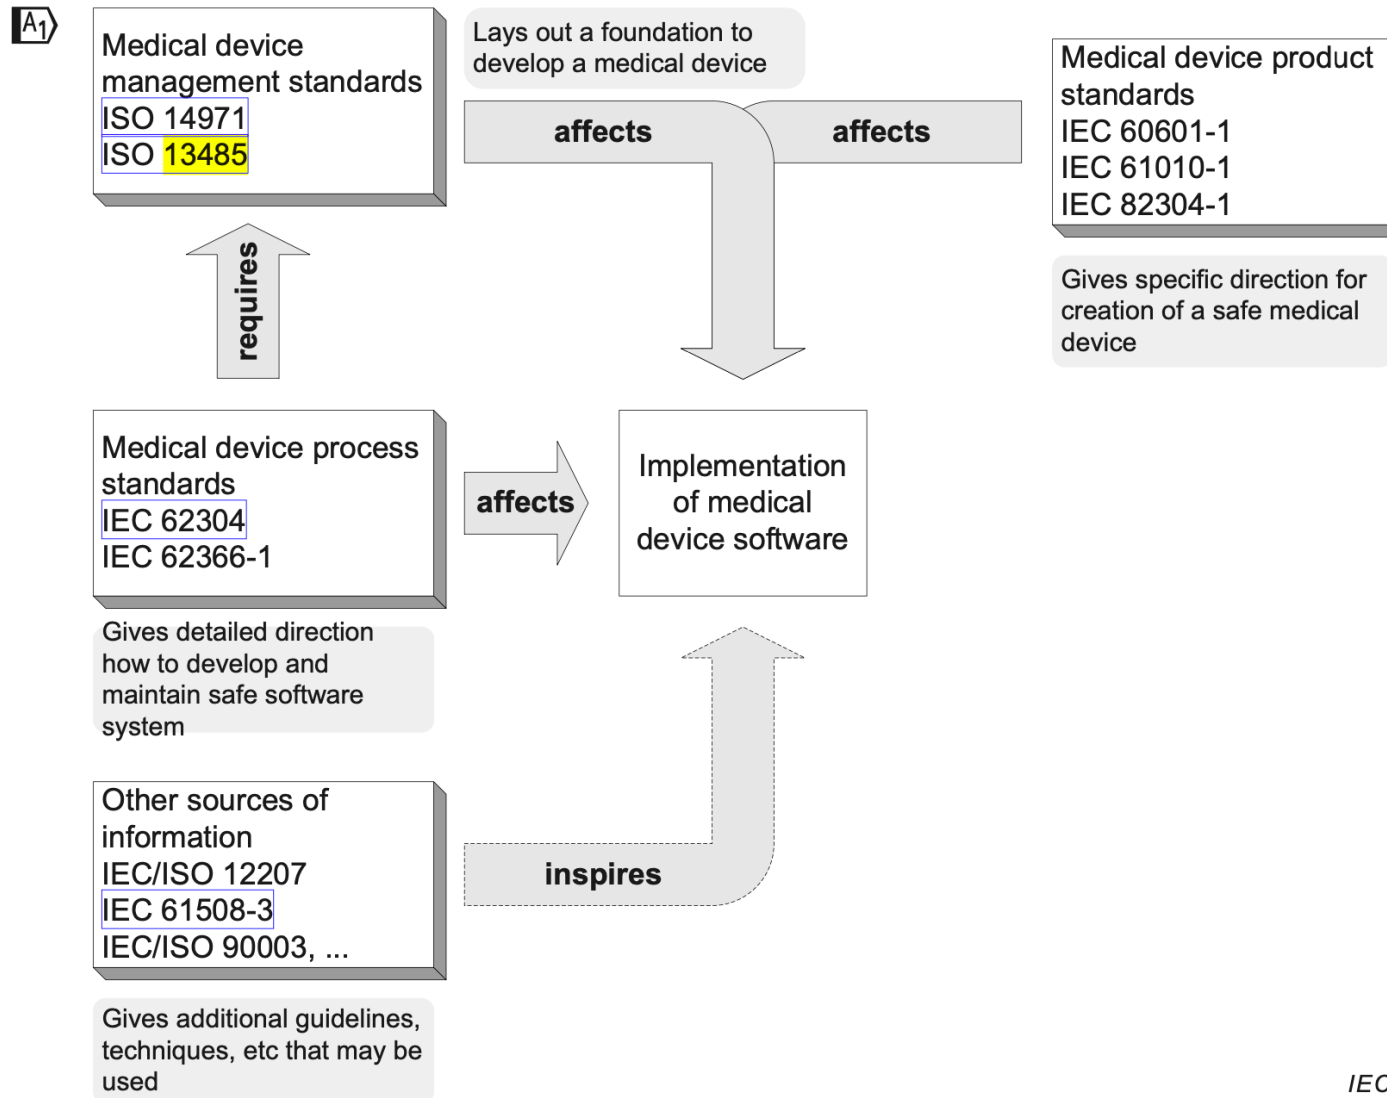 A1
Medical device
management standards
ISO 14971
ISO 13485
Lays out a foundation to
develop a medical device
affects
affects
Medical device product
standards
IEC 60601-1
IEC 61010-1
IEC 82304-1
Gives specific direction for
creation of a safe medical
device
requires
Medical device process
standards
IEC 62304
IEC 62366-1
affects
Implementation
of medical
device software
Gives detailed direction
how to develop and
maintain safe software
system
Other sources of
information
IEC/ISO 12207
IEC 61508-3
IEC/ISO 90003, ...
inspires
Gives additional guidelines,
techniques, etc that may be
used
IEC